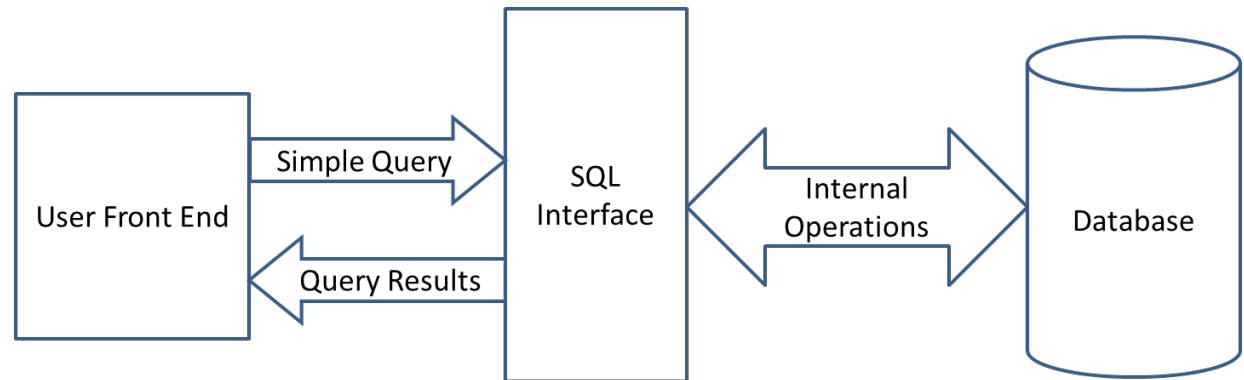 User Front End
Simple Query
Query Results
SQL
Interface
Internal
Operations
Database